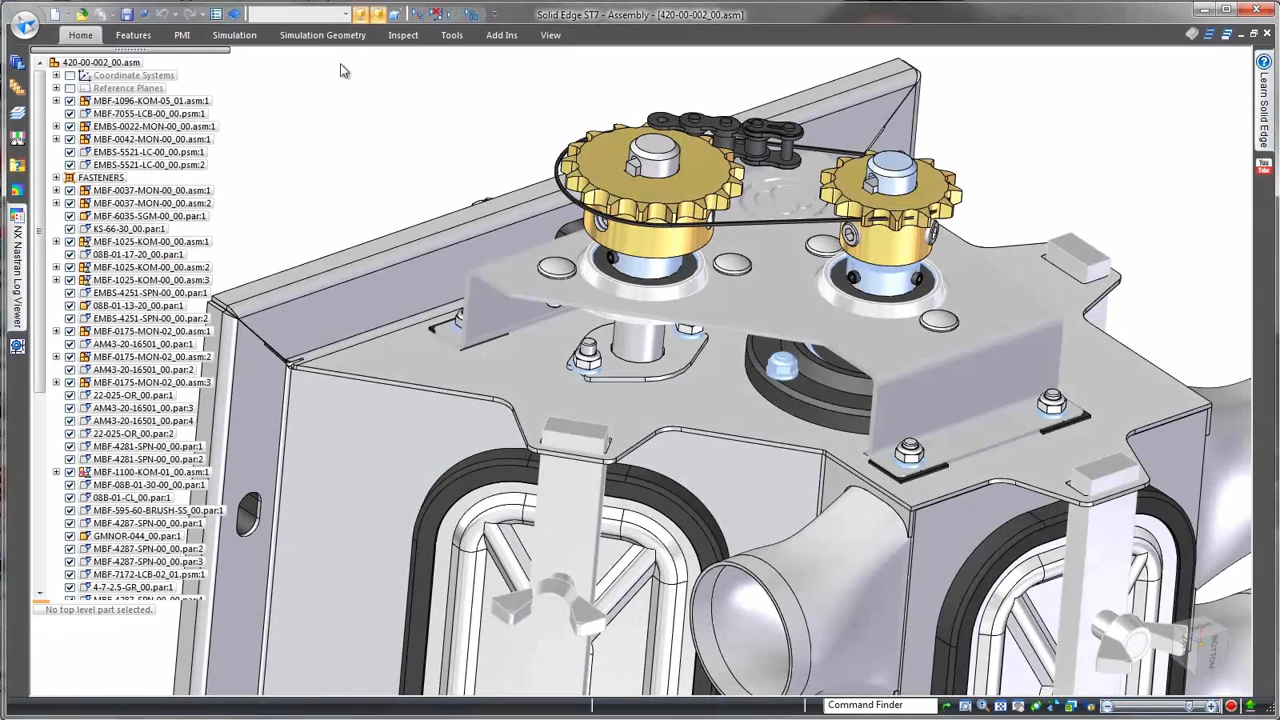 Solid Edge ST7 - Assembly - [420-00-002_00.asm]
Home Features PMI Simulation Simulation Geometry Inspect Tools Add Ins View
420-00-002_00.asm
Coordinate Systems
Reference Planes
MBF-1096-KOM-05_01.asm:1
MBF-7055-LCB-00_00.psm:1
EMBS-0022-MON-00_00.asm:1
MBF-0042-MON-00_00.asm:1
EMBS-5521-LC-00_00.psm:1
EMBS-5521-LC-00_00.psm:2
FASTENERS
MBF-0037-MON-00_00.asm:1
MBF-0037-MON-00_00.asm:2
MBF-6035-SGM-00_00.par:1
KS-66-30_00.par:1
MBF-1025-KOM-00_00.asm:1
08B-01-17-20_00.par:1
MBF-1025-KOM-00_00.asm:2
MBF-1025-KOM-00_00.asm:3
EMBS-4251-SPN-00_00.par:1
08B-01-13-20_00.par:1
EMBS-4251-SPN-00_00.par:2
MBF-0175-MON-02_00.asm:1
AM43-20-16501_00.par:1
MBF-0175-MON-02_00.asm:2
AM43-20-16501_00.par:2
MBF-0175-MON-02_00.asm:3
22-025-OR_00.par:1
AM43-20-16501_00.par:3
AM43-20-16501_00.par:4
22-025-OR_00.par:2
MBF-4281-SPN-00_00.par:1
MBF-4281-SPN-00_00.par:2
MBF-1100-KOM-01_00.asm:1
MBF-08B-01-30-00_00.par:1
08B-01-CL_00.par:1
MBF-595-60-BRUSH-SS_00.par:1
MBF-4287-SPN-00_00.par:1
GMNOR-044_00.par:1
MBF-4287-SPN-00_00.par:2
MBF-4287-SPN-00_00.par:3
MBF-7172-LCB-02_01.psm:1
4-7-2.5-GR_00.par:1
MBF-4287-SPN-00_00.par:4
No top level part selected.
NX Nastran Log Viewer
Learn Solid Edge
You
Tube
BOTTOM
Command Finder